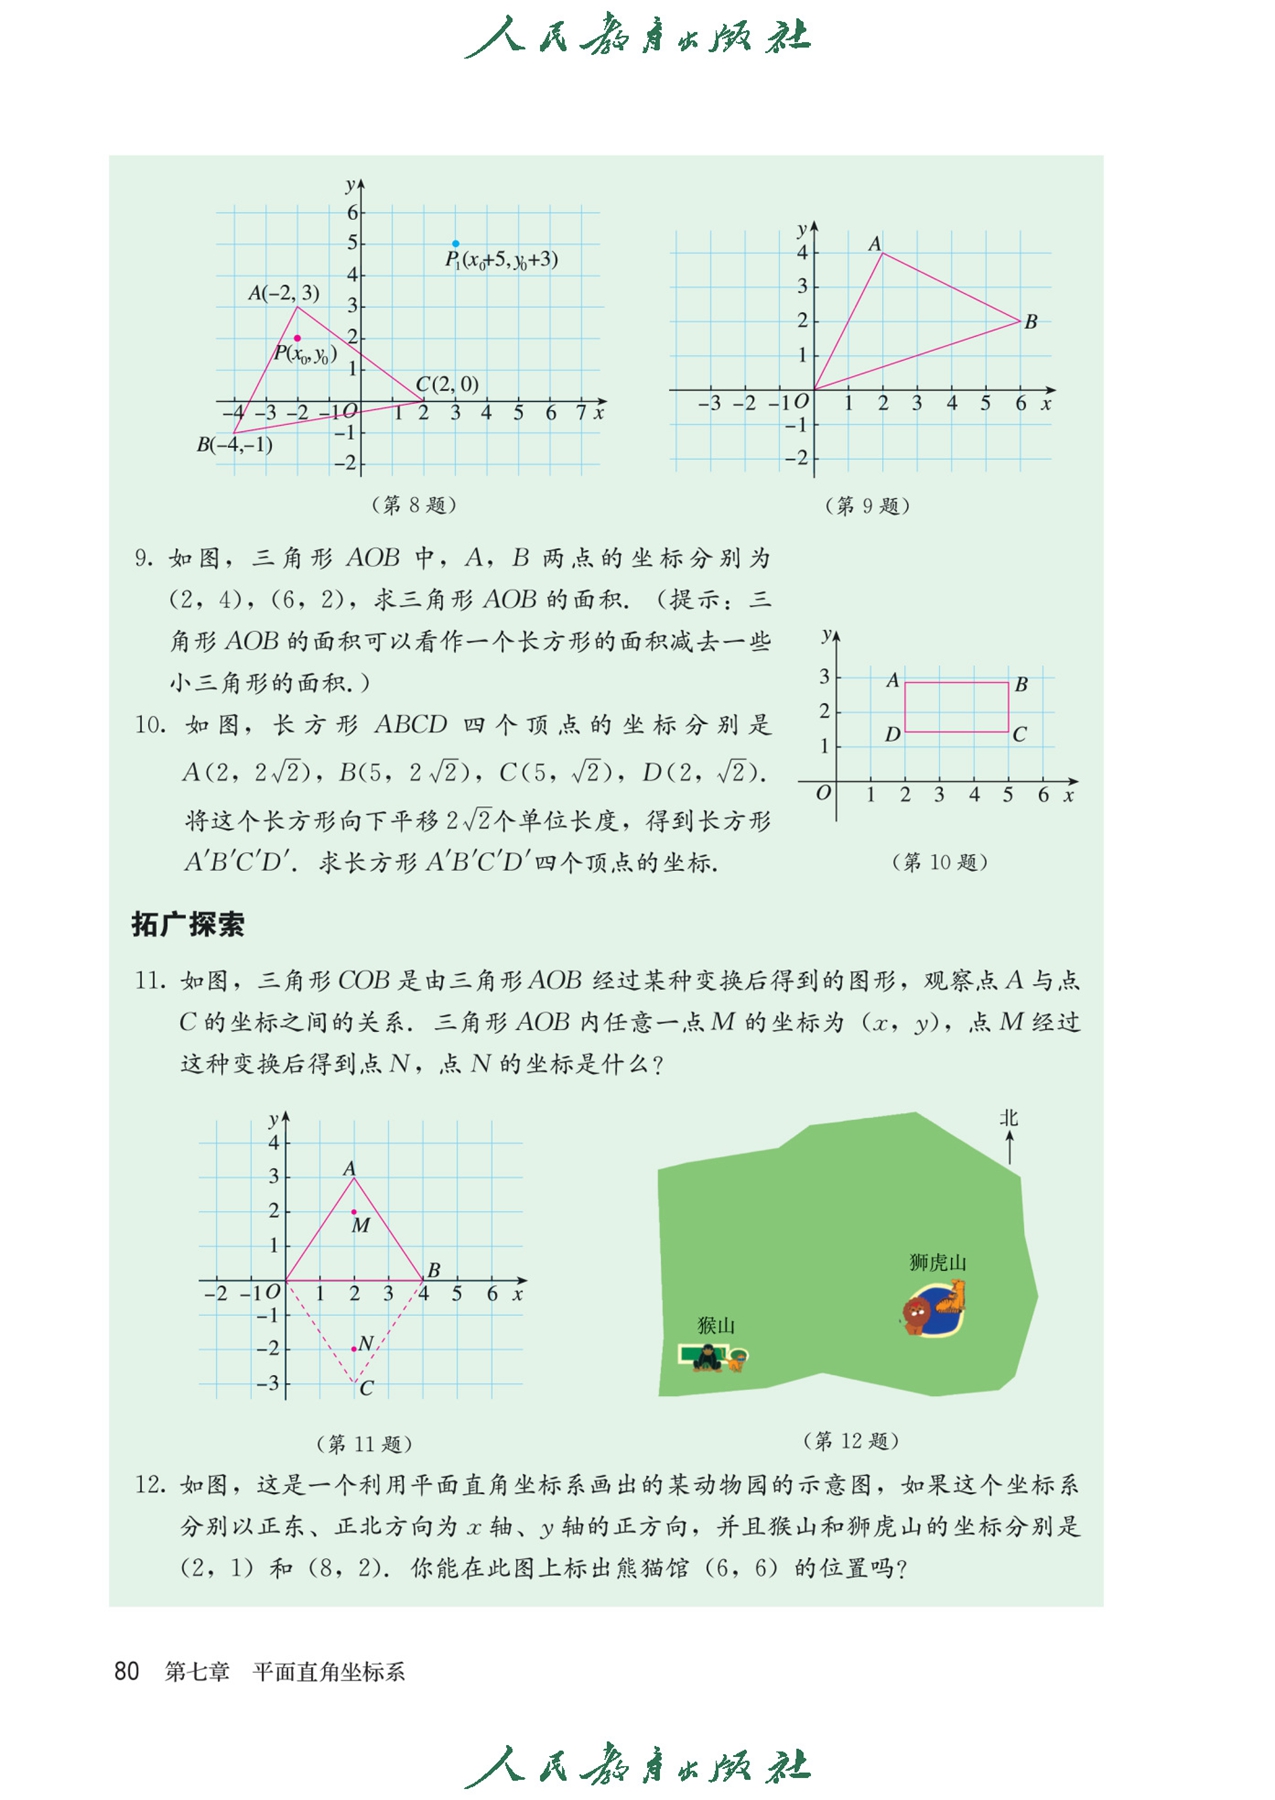 人民教育出版社
y
6
5
4
3
2
1
A(−2, 3)
P(x₀, y₀)
P₁(x₀+5, y₀+3)
C(2, 0)
−4 −3 −2 −1 O 1 2 3 4 5 6 7 x
B(−4,−1)
−1
−2
(第 8 题)
y
4
3
2
1
A
B
−3 −2 −1 O 1 2 3 4 5 6 x
−1
−2
(第 9 题)
9. 如图，三角形 AOB 中，A，B 两点的坐标分别为
(2，4)，(6，2)，求三角形 AOB 的面积．（提示：三
角形 AOB 的面积可以看作一个长方形的面积减去一些
小三角形的面积．）
10. 如图，长方形 ABCD 四个顶点的坐标分别是
A(2，2√2)，B(5，2√2)，C(5，√2)，D(2，√2)．
将这个长方形向下平移 2√2个单位长度，得到长方形
A′B′C′D′．求长方形 A′B′C′D′四个顶点的坐标．
y
3
2
1
A
B
D
C
O 1 2 3 4 5 6 x
(第 10 题)
拓广探索
11. 如图，三角形 COB 是由三角形 AOB 经过某种变换后得到的图形，观察点 A 与点
C 的坐标之间的关系．三角形 AOB 内任意一点 M 的坐标为（x，y），点 M 经过
这种变换后得到点 N，点 N 的坐标是什么？
y
4
3
2
1
A
M
B
−2 −1 O 1 2 3 4 5 6 x
−1
−2
−3
N
C
(第 11 题)
北
狮虎山
猴山
(第 12 题)
12. 如图，这是一个利用平面直角坐标系画出的某动物园的示意图，如果这个坐标系
分别以正东、正北方向为 x 轴、y 轴的正方向，并且猴山和狮虎山的坐标分别是
（2，1）和（8，2）．你能在此图上标出熊猫馆（6，6）的位置吗？
80 第七章 平面直角坐标系
人民教育出版社